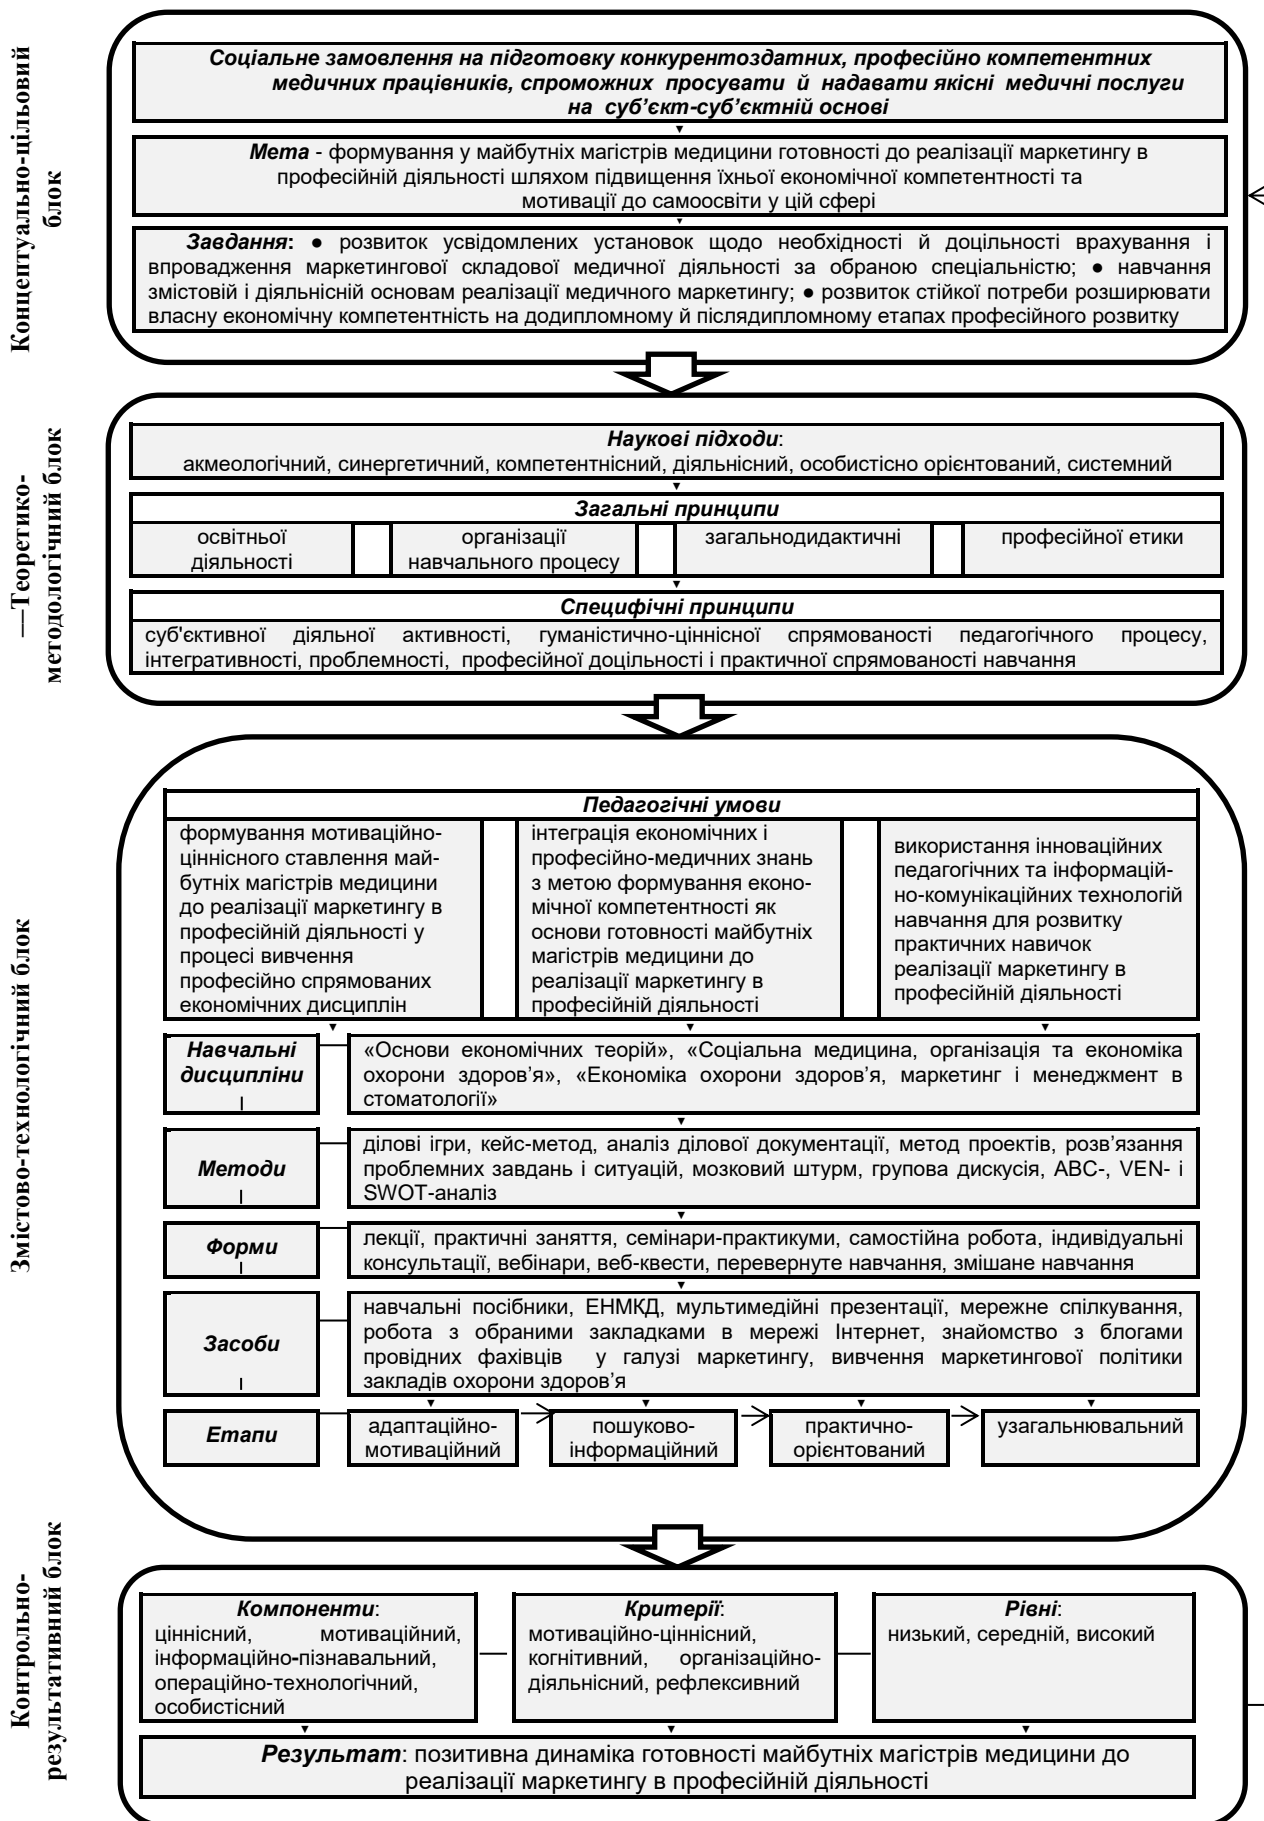 Концептуально-цільовий
блок
Соціальне замовлення на підготовку конкурентоздатних, професійно компетентних
медичних працівників, спроможних просувати й надавати якісні медичні послуги
на суб’єкт-суб’єктній основі
Мета - формування у майбутніх магістрів медицини готовності до реалізації маркетингу в
професійній діяльності шляхом підвищення їхньої економічної компетентності та
мотивації до самоосвіти у цій сфері
Завдання: ● розвиток усвідомлених установок щодо необхідності й доцільності врахування і
впровадження маркетингової складової медичної діяльності за обраною спеціальністю; ● навчання
змістовій і діяльнісній основам реалізації медичного маркетингу; ● розвиток стійкої потреби розширювати
власну економічну компетентність на додипломному й післядипломному етапах професійного розвитку
—Теоретико-
методологічний блок
Наукові підходи:
акмеологічний, синергетичний, компетентнісний, діяльнісний, особистісно орієнтований, системний
Загальні принципи
освітньої
діяльності
організації
навчального процесу
загальнодидактичні
професійної етики
Специфічні принципи
суб'єктивної діяльної активності, гуманістично-ціннісної спрямованості педагогічного процесу,
інтегративності, проблемності, професійної доцільності і практичної спрямованості навчання
Змістово-технологічний блок
Педагогічні умови
формування мотиваційно-
ціннісного ставлення май-
бутніх магістрів медицини
до реалізації маркетингу в
професійній діяльності у
процесі вивчення
професійно спрямованих
економічних дисциплін
інтеграція економічних і
професійно-медичних знань
з метою формування еконо-
мічної компетентності як
основи готовності майбутніх
магістрів медицини до
реалізації маркетингу в
професійній діяльності
використання інноваційних
педагогічних та інформацій-
но-комунікаційних технологій
навчання для розвитку
практичних навичок
реалізації маркетингу в
професійній діяльності
Навчальні
дисципліни
«Основи економічних теорій», «Соціальна медицина, організація та економіка
охорони здоров’я», «Економіка охорони здоров’я, маркетинг і менеджмент в
стоматології»
Методи
ділові ігри, кейс-метод, аналіз ділової документації, метод проектів, розв’язання
проблемних завдань і ситуацій, мозковий штурм, групова дискусія, АВС-, VEN- і
SWOT-аналіз
Форми
лекції, практичні заняття, семінари-практикуми, самостійна робота, індивідуальні
консультації, вебінари, веб-квести, перевернуте навчання, змішане навчання
Засоби
навчальні посібники, ЕНМКД, мультимедійні презентації, мережне спілкування,
робота з обраними закладками в мережі Інтернет, знайомство з блогами
провідних фахівців у галузі маркетингу, вивчення маркетингової політики
закладів охорони здоров’я
Етапи
адаптаційно-
мотиваційний
пошуково-
інформаційний
практично-
орієнтований
узагальнювальний
Контрольно-
результативний блок
Компоненти:
ціннісний, мотиваційний,
інформаційно-пізнавальний,
операційно-технологічний,
особистісний
Критерії:
мотиваційно-ціннісний,
когнітивний, організаційно-
діяльнісний, рефлексивний
Рівні:
низький, середній, високий
Результат: позитивна динаміка готовності майбутніх магістрів медицини до
реалізації маркетингу в професійній діяльності